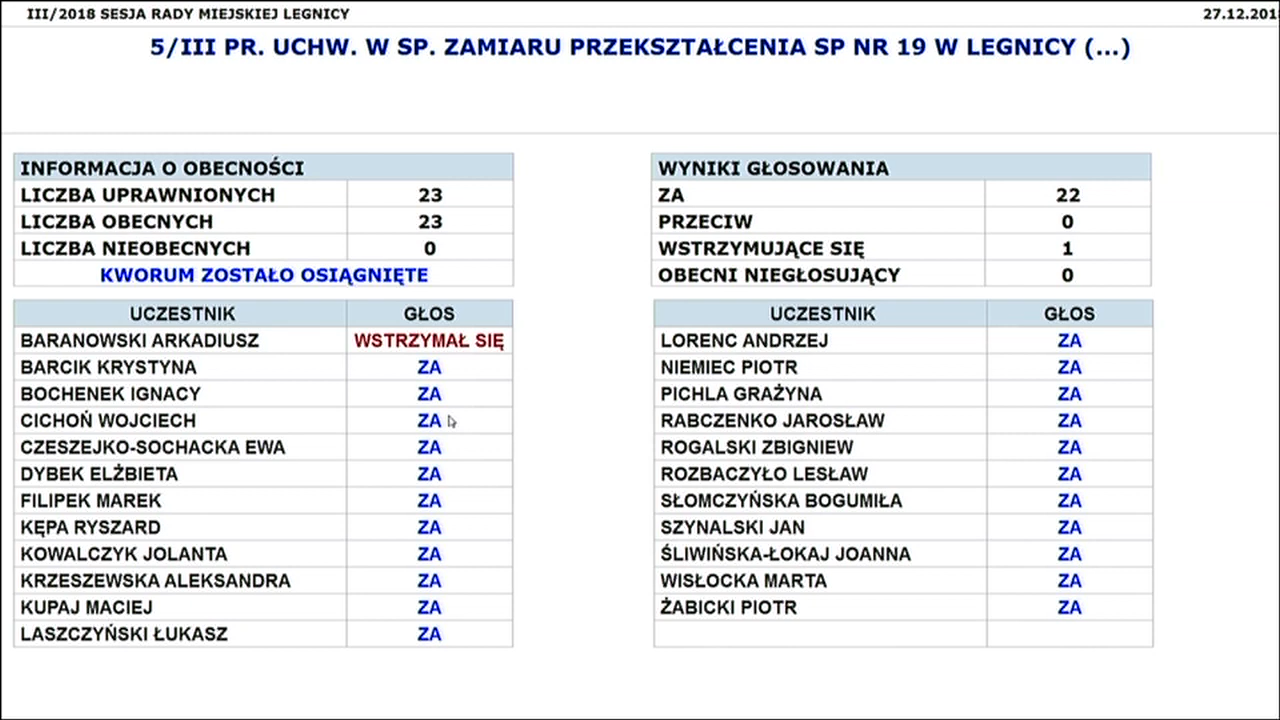 III/2018 SESJA RADY MIEJSKIEJ LEGNICY 27.12.201
5/III PR. UCHW. W SP. ZAMIARU PRZEKSZTAŁCENIA SP NR 19 W LEGNICY (...)
INFORMACJA O OBECNOŚCI
LICZBA UPRAWNIONYCH 23
LICZBA OBECNYCH 23
LICZBA NIEOBECNYCH 0
KWORUM ZOSTAŁO OSIĄGNIĘTE
WYNIKI GŁOSOWANIA
ZA 22
PRZECIW 0
WSTRZYMUJĄCE SIĘ 1
OBECNI NIEGŁOSUJĄCY 0
UCZESTNIK GŁOS
BARANOWSKI ARKADIUSZ WSTRZYMAŁ SIĘ
BARCIK KRYSTYNA ZA
BOCHENEK IGNACY ZA
CICHOŃ WOJCIECH ZA
CZESZEJKO-SOCHACKA EWA ZA
DYBEK ELŻBIETA ZA
FILIPEK MAREK ZA
KĘPA RYSZARD ZA
KOWALCZYK JOLANTA ZA
KRZESZEWSKA ALEKSANDRA ZA
KUPAJ MACIEJ ZA
LASZCZYŃSKI ŁUKASZ ZA
UCZESTNIK GŁOS
LORENC ANDRZEJ ZA
NIEMIEC PIOTR ZA
PICHLA GRAŻYNA ZA
RABCZENKO JAROSŁAW ZA
ROGALSKI ZBIGNIEW ZA
ROZBACZYŁO LESŁAW ZA
SŁOMCZYŃSKA BOGUMIŁA ZA
SZYNALSKI JAN ZA
ŚLIWIŃSKA-ŁOKAJ JOANNA ZA
WISŁOCKA MARTA ZA
ŻABICKI PIOTR ZA